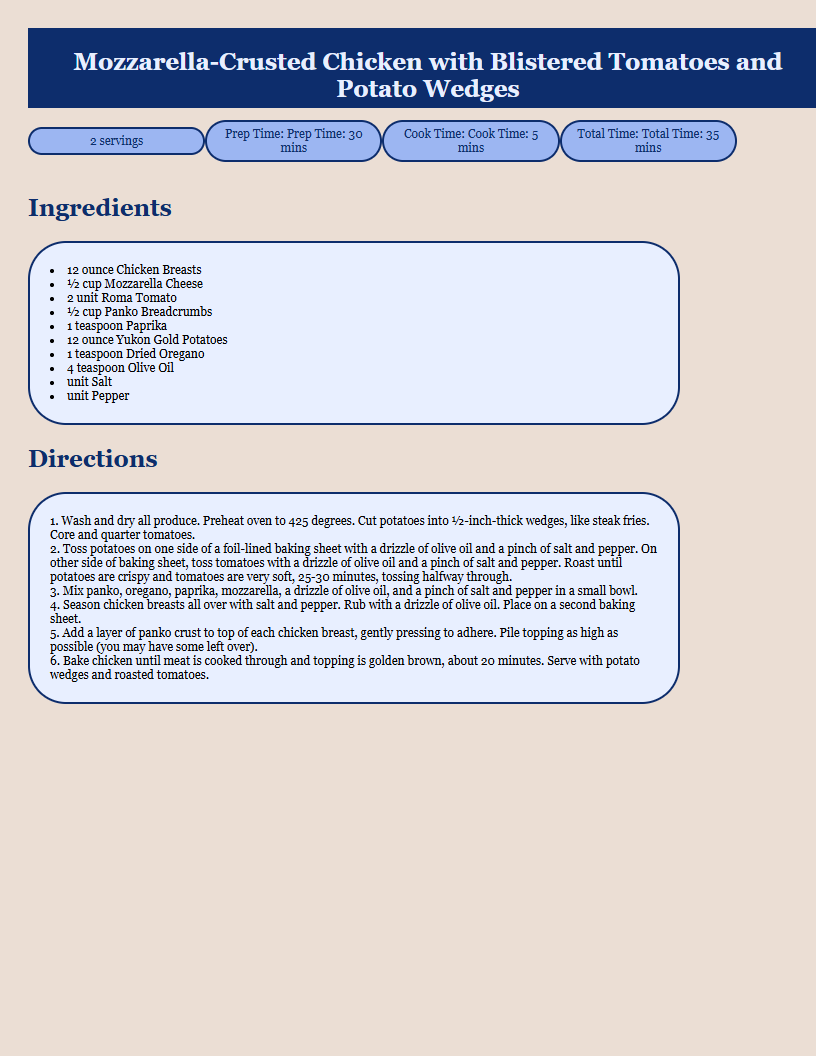 Mozzarella-Crusted Chicken with Blistered Tomatoes and
Potato Wedges
2 servings
Prep Time: Prep Time: 30
mins
Cook Time: Cook Time: 5
mins
Total Time: Total Time: 35
mins
Ingredients
• 12 ounce Chicken Breasts
• ½ cup Mozzarella Cheese
• 2 unit Roma Tomato
• ½ cup Panko Breadcrumbs
• 1 teaspoon Paprika
• 12 ounce Yukon Gold Potatoes
• 1 teaspoon Dried Oregano
• 4 teaspoon Olive Oil
• unit Salt
• unit Pepper
Directions
1. Wash and dry all produce. Preheat oven to 425 degrees. Cut potatoes into ½-inch-thick wedges, like steak fries.
Core and quarter tomatoes.
2. Toss potatoes on one side of a foil-lined baking sheet with a drizzle of olive oil and a pinch of salt and pepper. On
other side of baking sheet, toss tomatoes with a drizzle of olive oil and a pinch of salt and pepper. Roast until
potatoes are crispy and tomatoes are very soft, 25-30 minutes, tossing halfway through.
3. Mix panko, oregano, paprika, mozzarella, a drizzle of olive oil, and a pinch of salt and pepper in a small bowl.
4. Season chicken breasts all over with salt and pepper. Rub with a drizzle of olive oil. Place on a second baking
sheet.
5. Add a layer of panko crust to top of each chicken breast, gently pressing to adhere. Pile topping as high as
possible (you may have some left over).
6. Bake chicken until meat is cooked through and topping is golden brown, about 20 minutes. Serve with potato
wedges and roasted tomatoes.